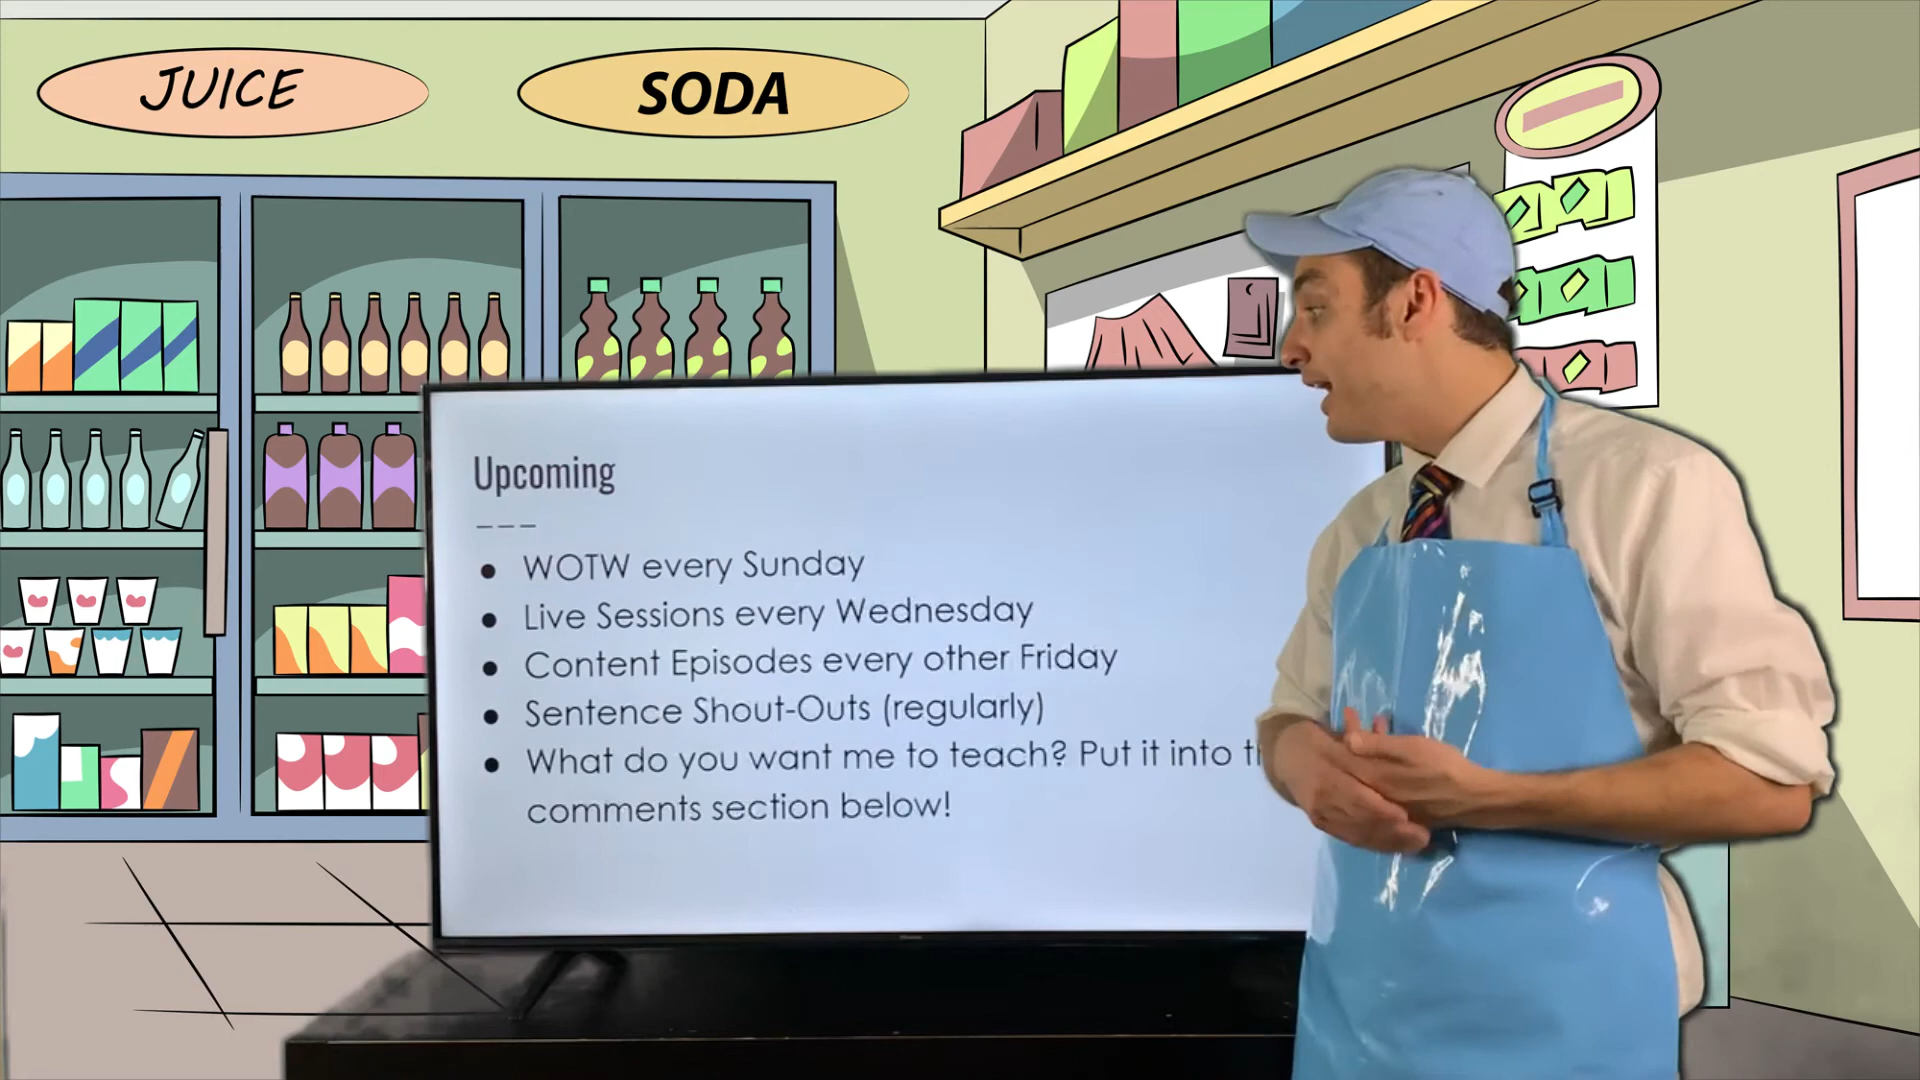 JUICE
SODA
Upcoming
WOTW every Sunday
Live Sessions every Wednesday
Content Episodes every other Friday
Sentence Shout-Outs (regularly)
What do you want me to teach? Put it into
comments section below!